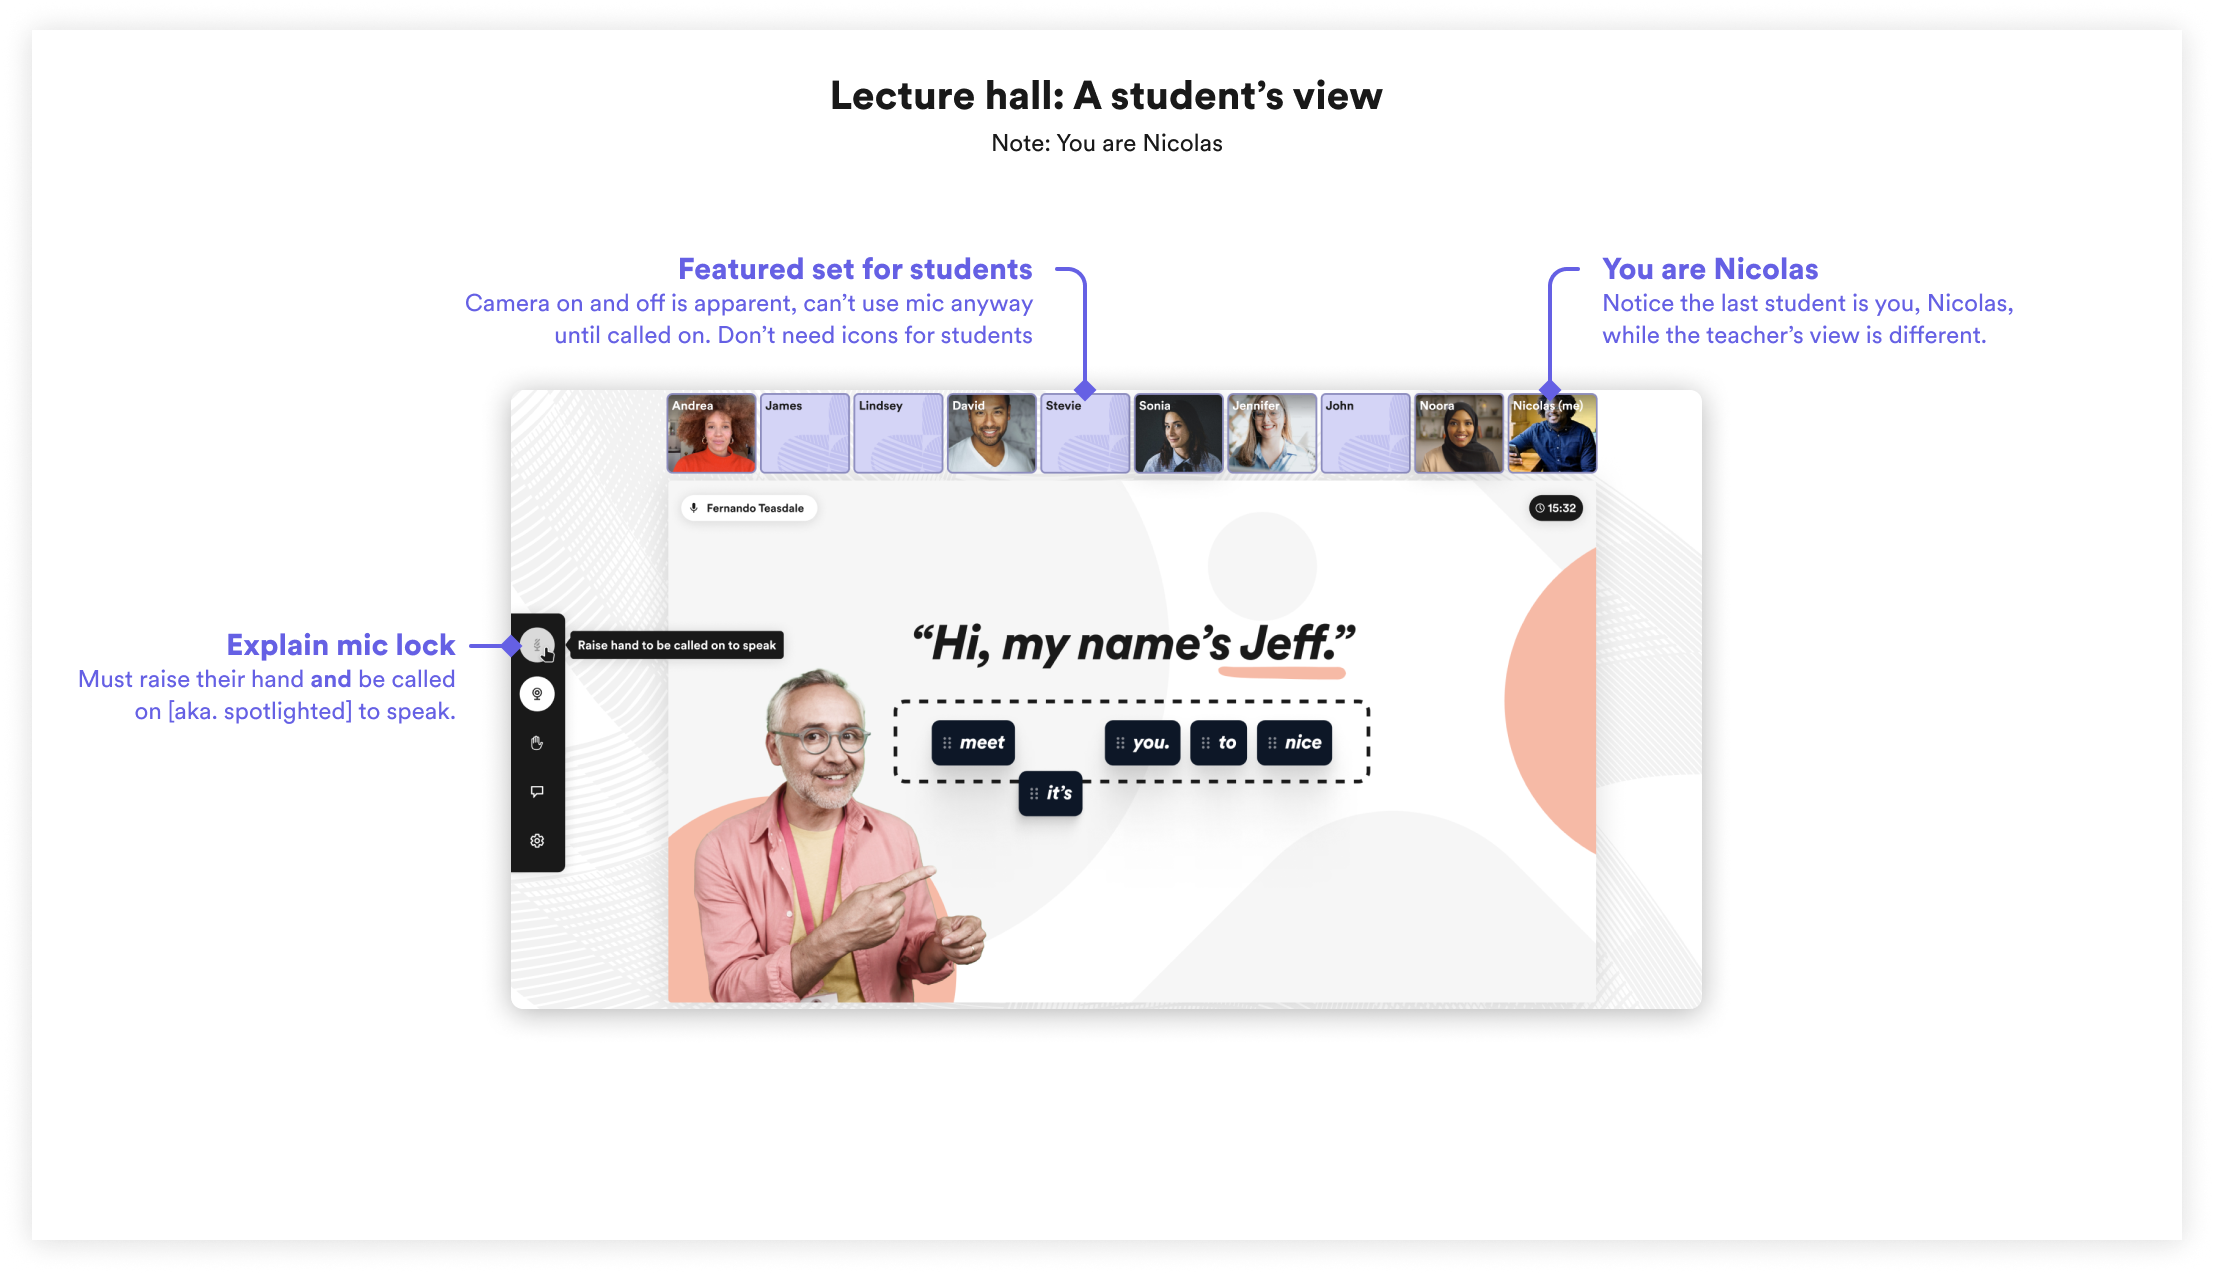 Lecture hall: A student’s view
Note: You are Nicolas
Featured set for students
Camera on and off is apparent, can’t use mic anyway
until called on. Don’t need icons for students
You are Nicolas
Notice the last student is you, Nicolas,
while the teacher’s view is different.
Andrea
James
Lindsey
David
Stevie
Sonia
Jennifer
John
Noora
Nicolas (me)
Fernando Teasdale
15:32
Explain mic lock
Must raise their hand and be called
on [aka. spotlighted] to speak.
Raise hand to be called on to speak
“Hi, my name’s Jeff.”
meet
you.
to
nice
it’s